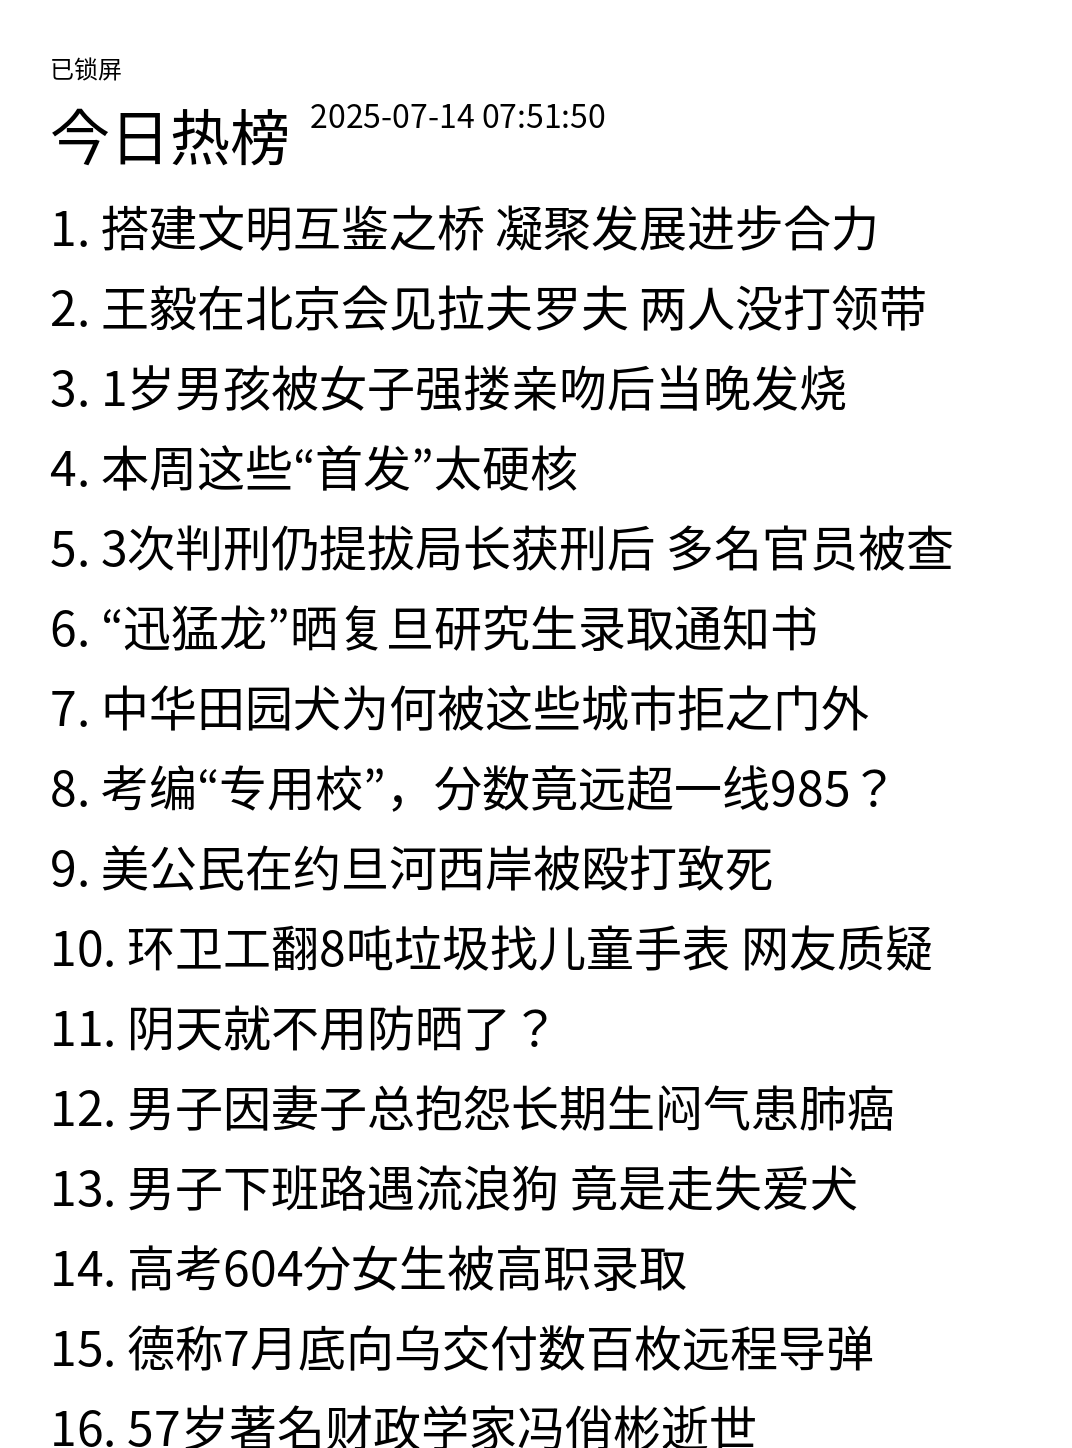 已锁屏
今日热榜 2025-07-14 07:51:50
1. 搭建文明互鉴之桥 凝聚发展进步合力
2. 王毅在北京会见拉夫罗夫 两人没打领带
3. 1岁男孩被女子强搂亲吻后当晚发烧
4. 本周这些“首发”太硬核
5. 3次判刑仍提拔局长获刑后 多名官员被查
6. “迅猛龙”晒复旦研究生录取通知书
7. 中华田园犬为何被这些城市拒之门外
8. 考编“专用校”，分数竟远超一线985？
9. 美公民在约旦河西岸被殴打致死
10. 环卫工翻8吨垃圾找儿童手表 网友质疑
11. 阴天就不用防晒了？
12. 男子因妻子总抱怨长期生闷气患肺癌
13. 男子下班路遇流浪狗 竟是走失爱犬
14. 高考604分女生被高职录取
15. 德称7月底向乌交付数百枚远程导弹
16. 57岁著名财政学家冯俏彬逝世